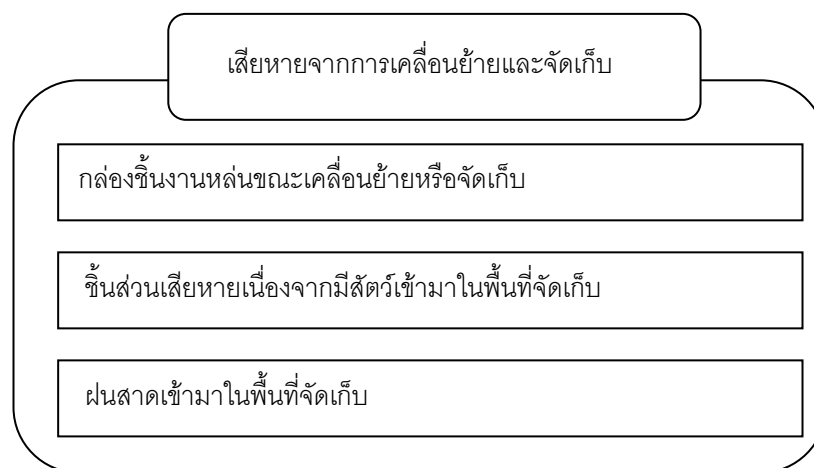 เสียหายจากการเคลื่อนย้ายและจัดเก็บ
กล่องชิ้นงานหล่นขณะเคลื่อนย้ายหรือจัดเก็บ
ชิ้นส่วนเสียหายเนื่องจากมีสัตว์เข้ามาในพื้นที่จัดเก็บ
ฝนสาดเข้ามาในพื้นที่จัดเก็บ